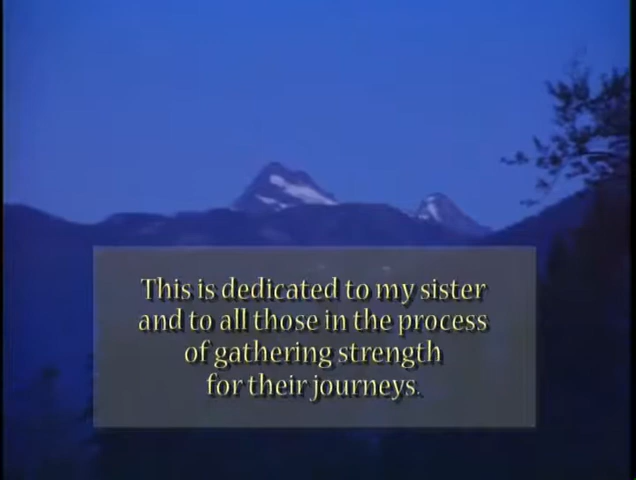 This is dedicated to my sister
and to all those in the process
of gathering strength
for their journeys.